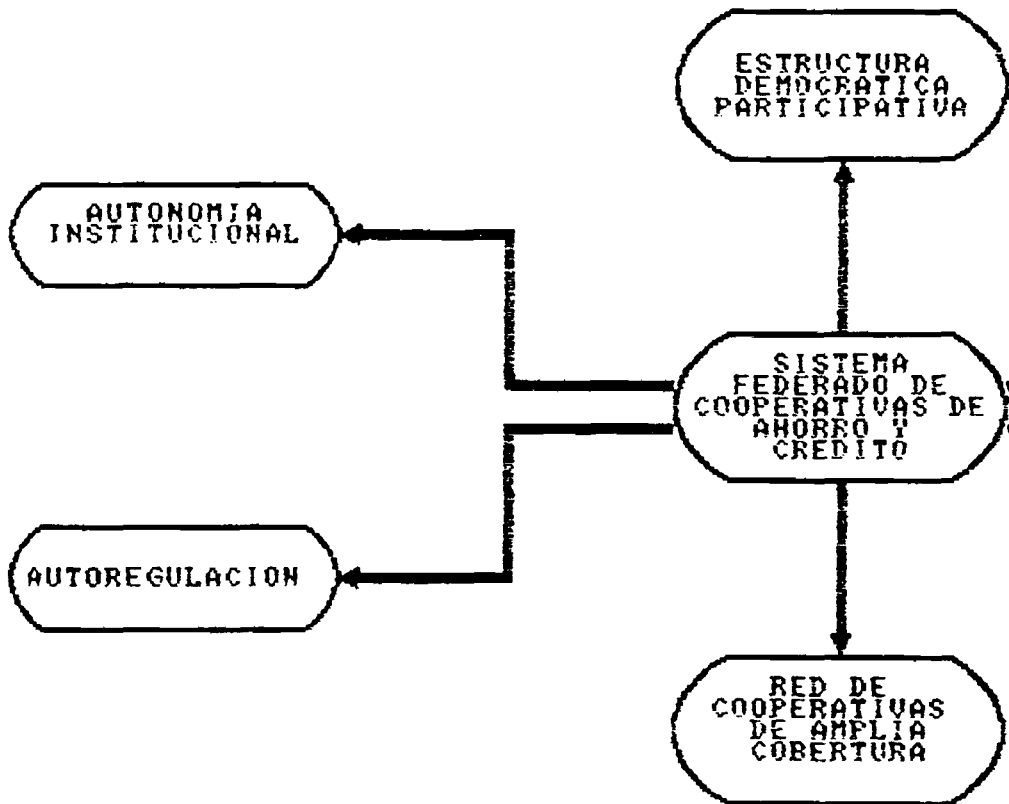 ESTRUCTURA
DEMOCRATICA
PARTICIPATIVA
AUTONOMIA
INSTITUCIONAL
SISTEMA
FEDERADO DE
COOPERATIVAS DE
AHORRO Y
CREDITO
AUTOREGULACION
RED DE
COOPERATIVAS
DE AMPLIA
COBERTURA